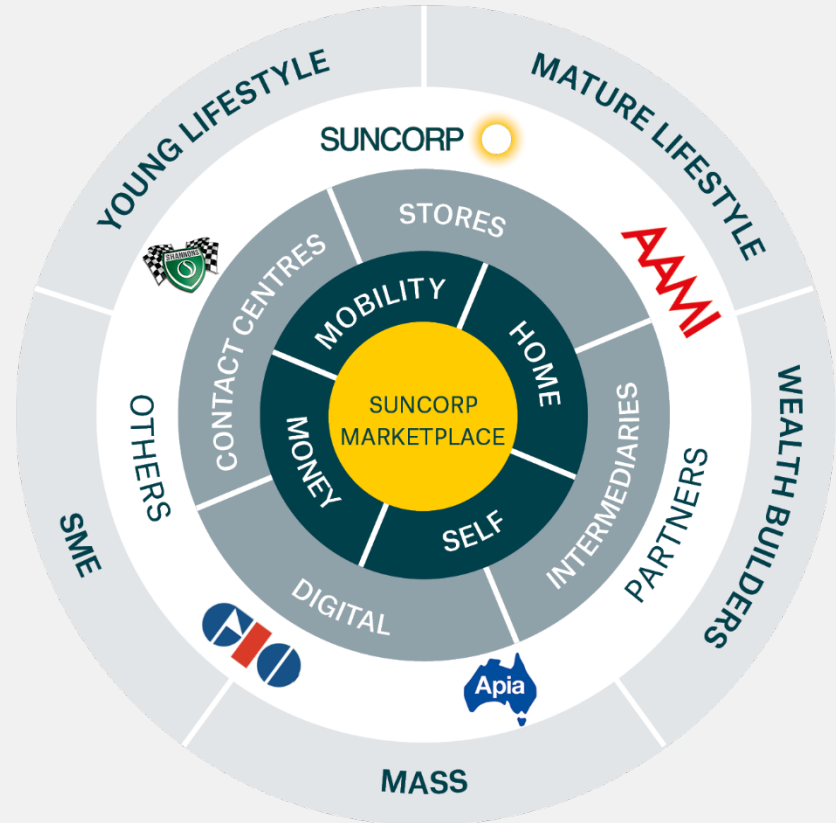 YOUNG LIFESTYLE
MATURE LIFESTYLE
WEALTH BUILDERS
MASS
SME
SUNCORP
AAMI
PARTNERS
Apia
GIO
OTHERS
SHANNONS
STORES
INTERMEDIARIES
DIGITAL
CONTACT CENTRES
MOBILITY
HOME
SELF
MONEY
SUNCORP
MARKETPLACE